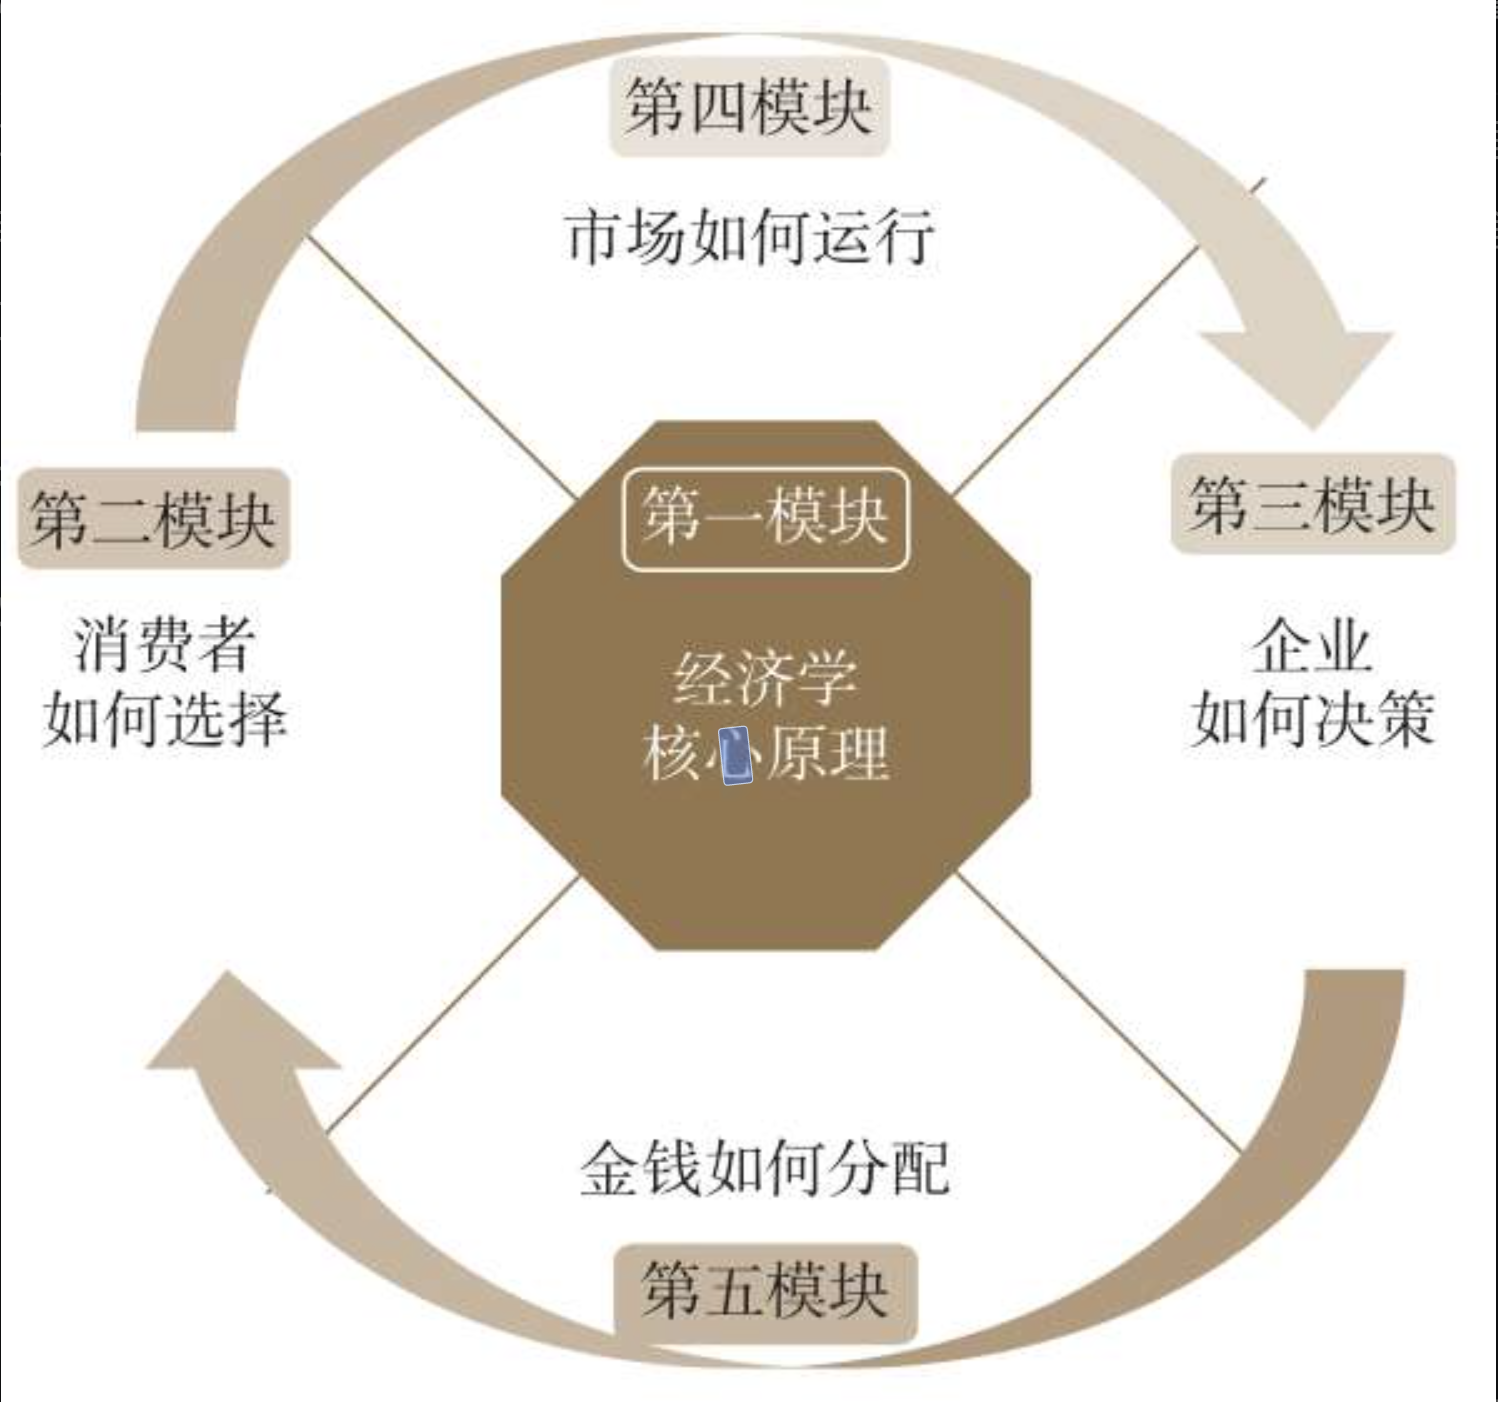 第四模块
市场如何运行
第二模块
消费者
如何选择
第一模块
经济学
核心原理
第三模块
企业
如何决策
金钱如何分配
第五模块